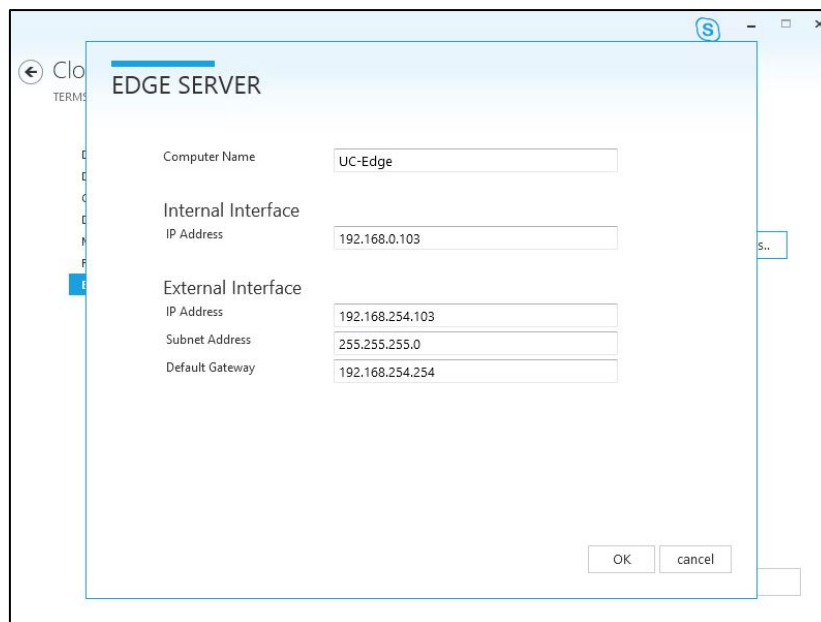 S
Clo
TERMS
EDGE SERVER
Computer Name UC-Edge
Internal Interface
IP Address 192.168.0.103
s..
External Interface
IP Address 192.168.254.103
Subnet Address 255.255.255.0
Default Gateway 192.168.254.254
OK cancel